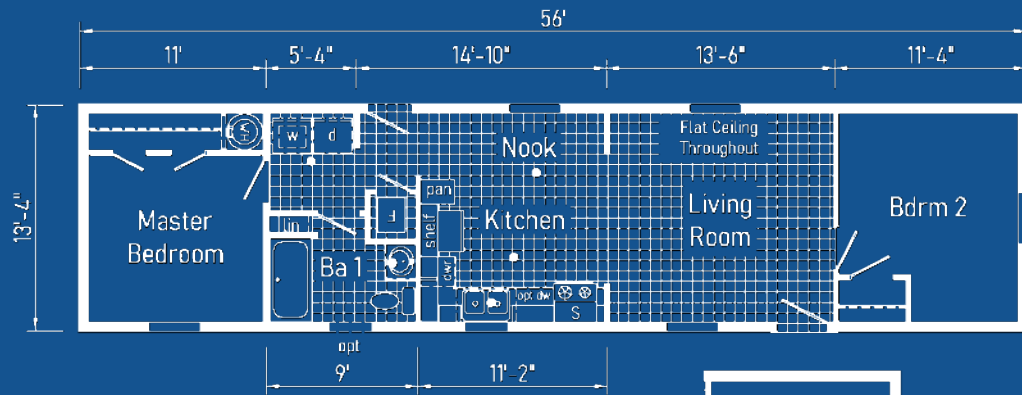 56'
11'
5'-4"
14'-10"
13'-6"
11'-4"
13'-4"
HW
w
d
Nook
Flat Ceiling
Throughout
pan
Master
Bedroom
lin
F
shelf
Kitchen
Living
Room
Bdrm 2
Ba 1
dwr
opt dw
S
opt
9'
11'-2"